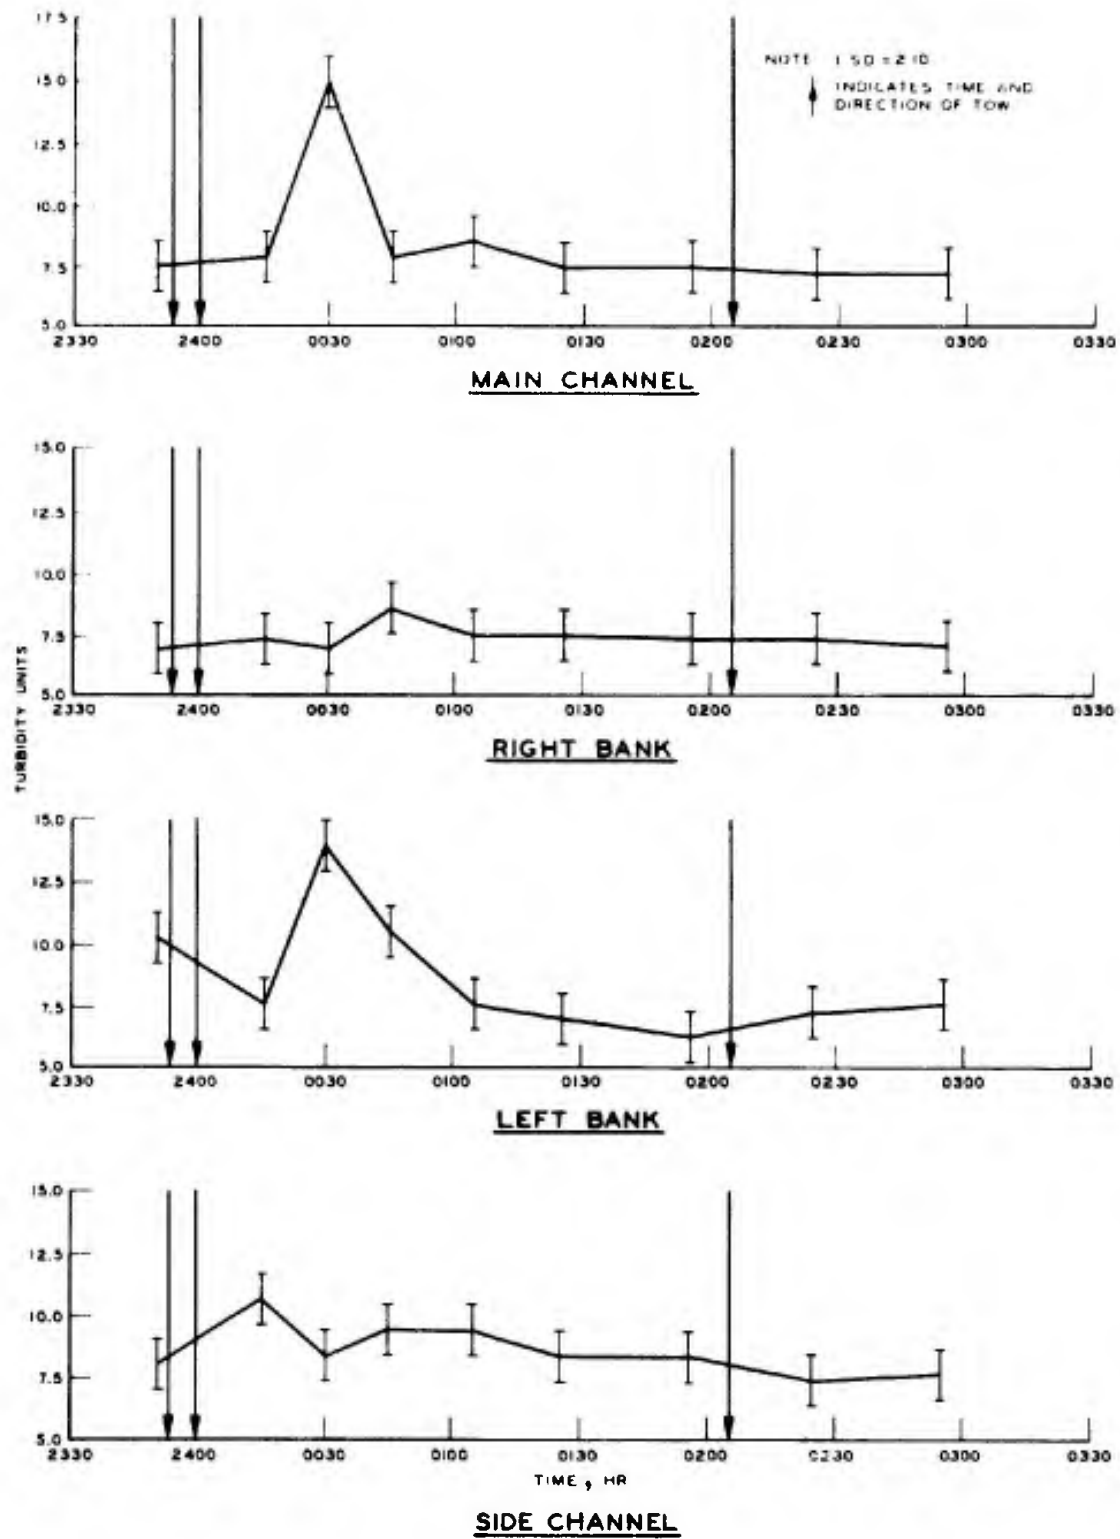 17.5
15.0
12.5
10.0
7.5
5.0
NOTE 1 SD = 2.10
INDICATES TIME AND
DIRECTION OF TOW
2330 2400 0030 0100 0130 0200 0230 0300 0330
MAIN CHANNEL
TURBIDITY UNITS
15.0
12.5
10.0
7.5
5.0
2330 2400 0030 0100 0130 0200 0230 0300 0330
RIGHT BANK
15.0
12.5
10.0
7.5
5.0
2330 2400 0030 0100 0130 0200 0230 0300 0330
LEFT BANK
15.0
12.5
10.0
7.5
5.0
2330 2400 0030 0100 0130 0200 0230 0300 0330
TIME, HR
SIDE CHANNEL